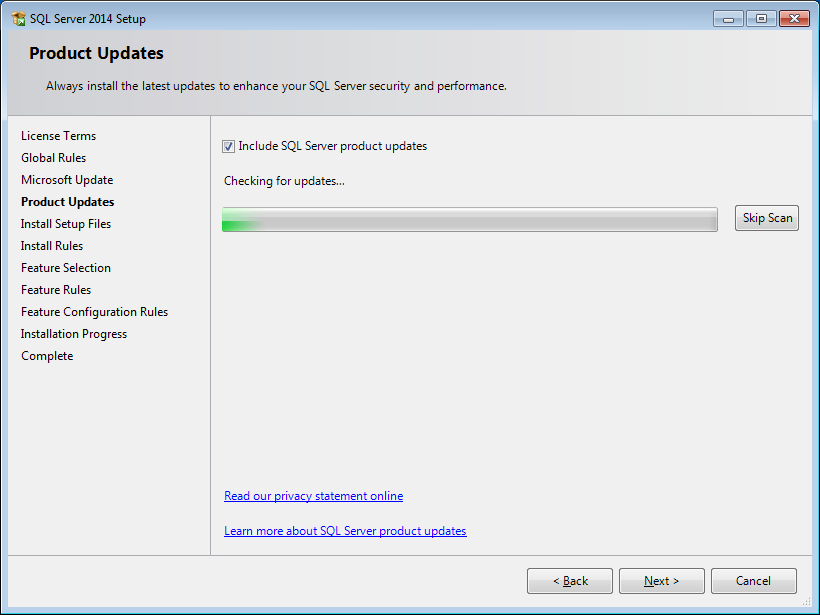 SQL Server 2014 Setup
Product Updates
Always install the latest updates to enhance your SQL Server security and performance.
License Terms
Global Rules
Microsoft Update
Product Updates
Install Setup Files
Install Rules
Feature Selection
Feature Rules
Feature Configuration Rules
Installation Progress
Complete
Include SQL Server product updates
Checking for updates...
Skip Scan
Read our privacy statement online
Learn more about SQL Server product updates
< Back
Next >
Cancel